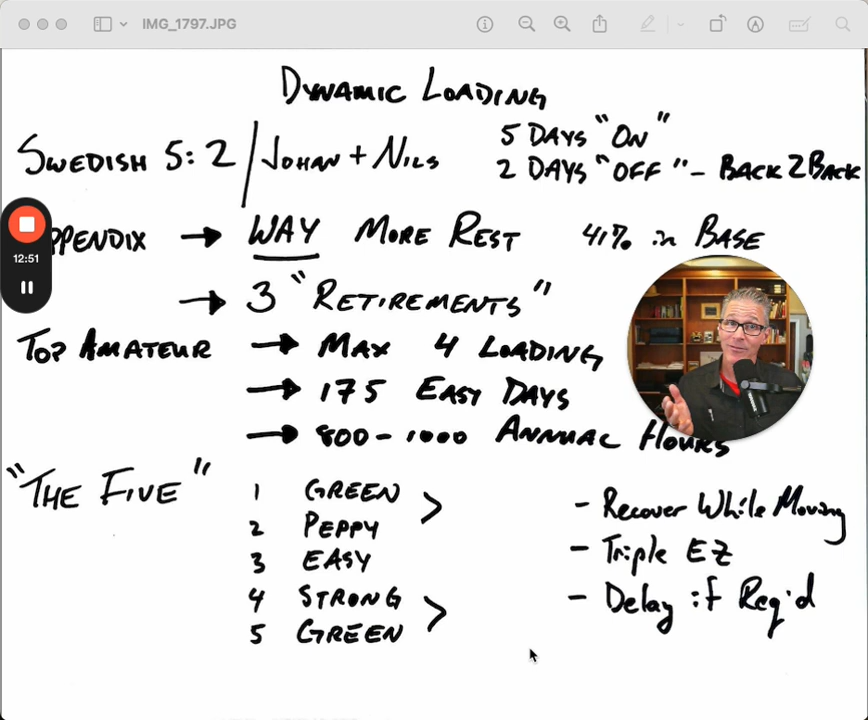 IMG_1797.JPG
DYNAMIC LOADING
SWEDISH 5:2 / JOHAN + NILS
5 DAYS "ON"
2 DAYS "OFF" - BACK 2 BACK
12:51
PPENDIX → WAY MORE REST 41% in BASE
→ 3 "RETIREMENTS"
TOP AMATEUR → MAX 4 LOADING
→ 175 EASY DAYS
→ 800-1000 ANNUAL HOURS
"THE FIVE"
1 GREEN >
2 PEPPY
3 EASY
4 STRONG >
5 GREEN
- Recover While Moving
- Triple EZ
- Delay if Req'd